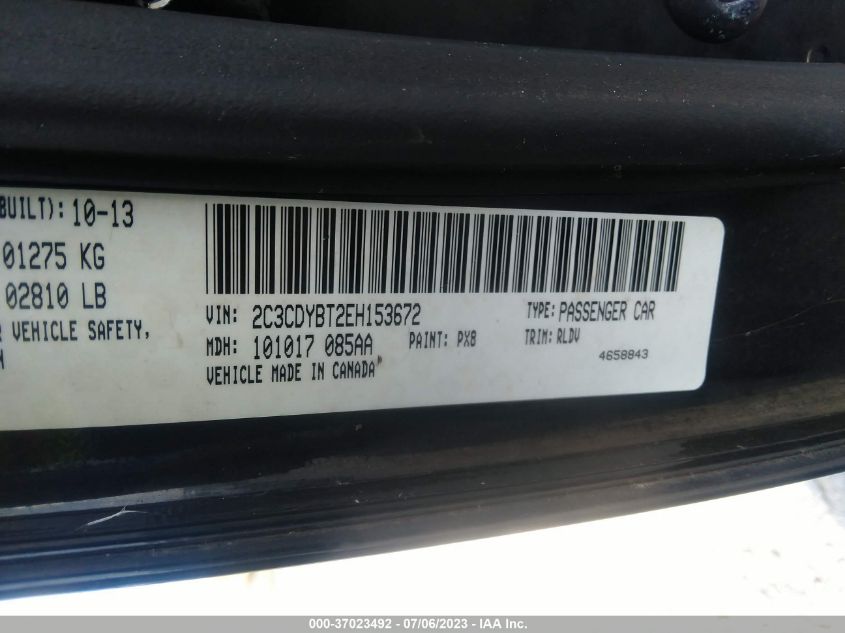 BUILT): 10-13
01275 KG
02810 LB
VEHICLE SAFETY,
VIN: 2C3CDYBT2EH153672
TYPE: PASSENGER CAR
MDH: 101017 085AA
PAINT: PX8
TRIM: RLDV
VEHICLE MADE IN CANADA
4658843
000-37023492 - 07/06/2023 - IAA Inc.